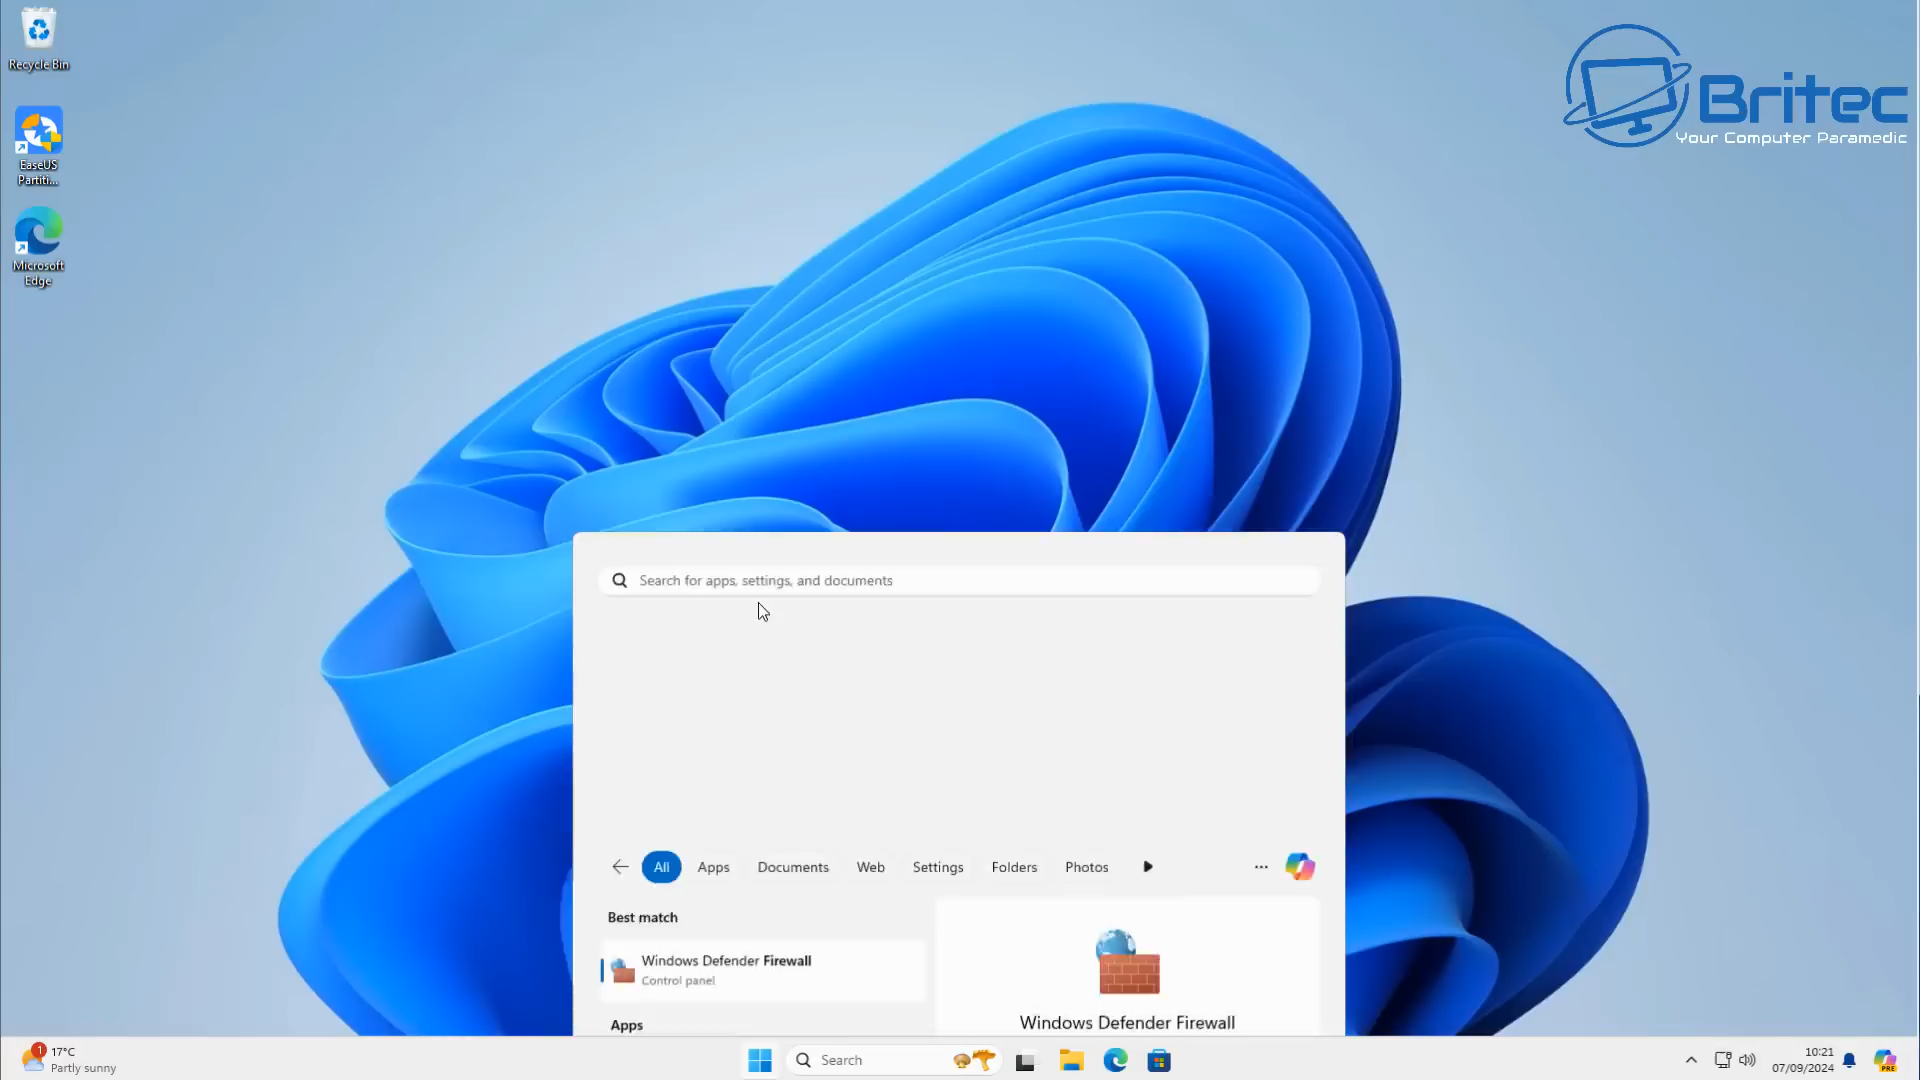 Recycle Bin
EaseUS
Partiti...
Microsoft
Edge
Britec
Your Computer Paramedic
Search for apps, settings, and documents
All
Apps
Documents
Web
Settings
Folders
Photos
Best match
Windows Defender Firewall
Control panel
Apps
Windows Defender Firewall
1
17°C
Partly sunny
Search
10:21
07/09/2024
PRE